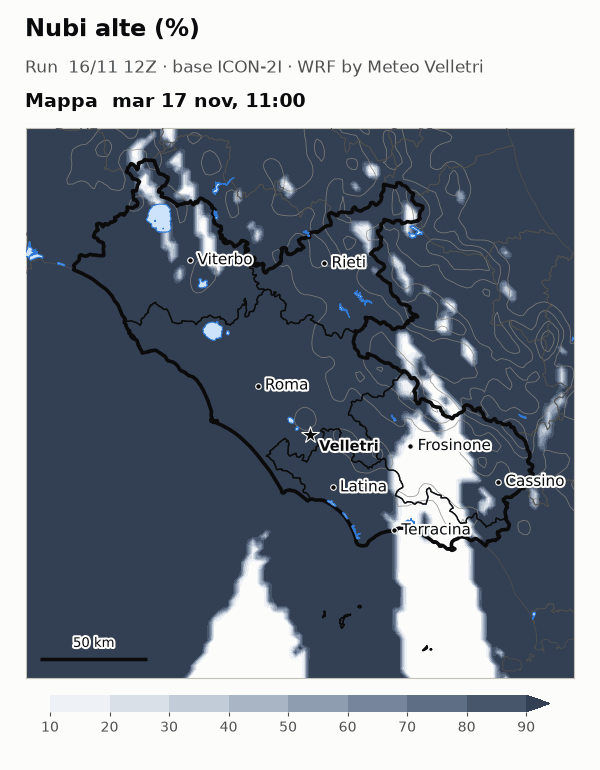 Nubi alte (%)
Run  16/11 12Z · base ICON-2I · WRF by Meteo Velletri
Mappa  mar 17 nov, 11:00
Viterbo
Rieti
Roma
Velletri
Frosinone
Cassino
Latina
Terracina
50 km
10 20 30 40 50 60 70 80 90